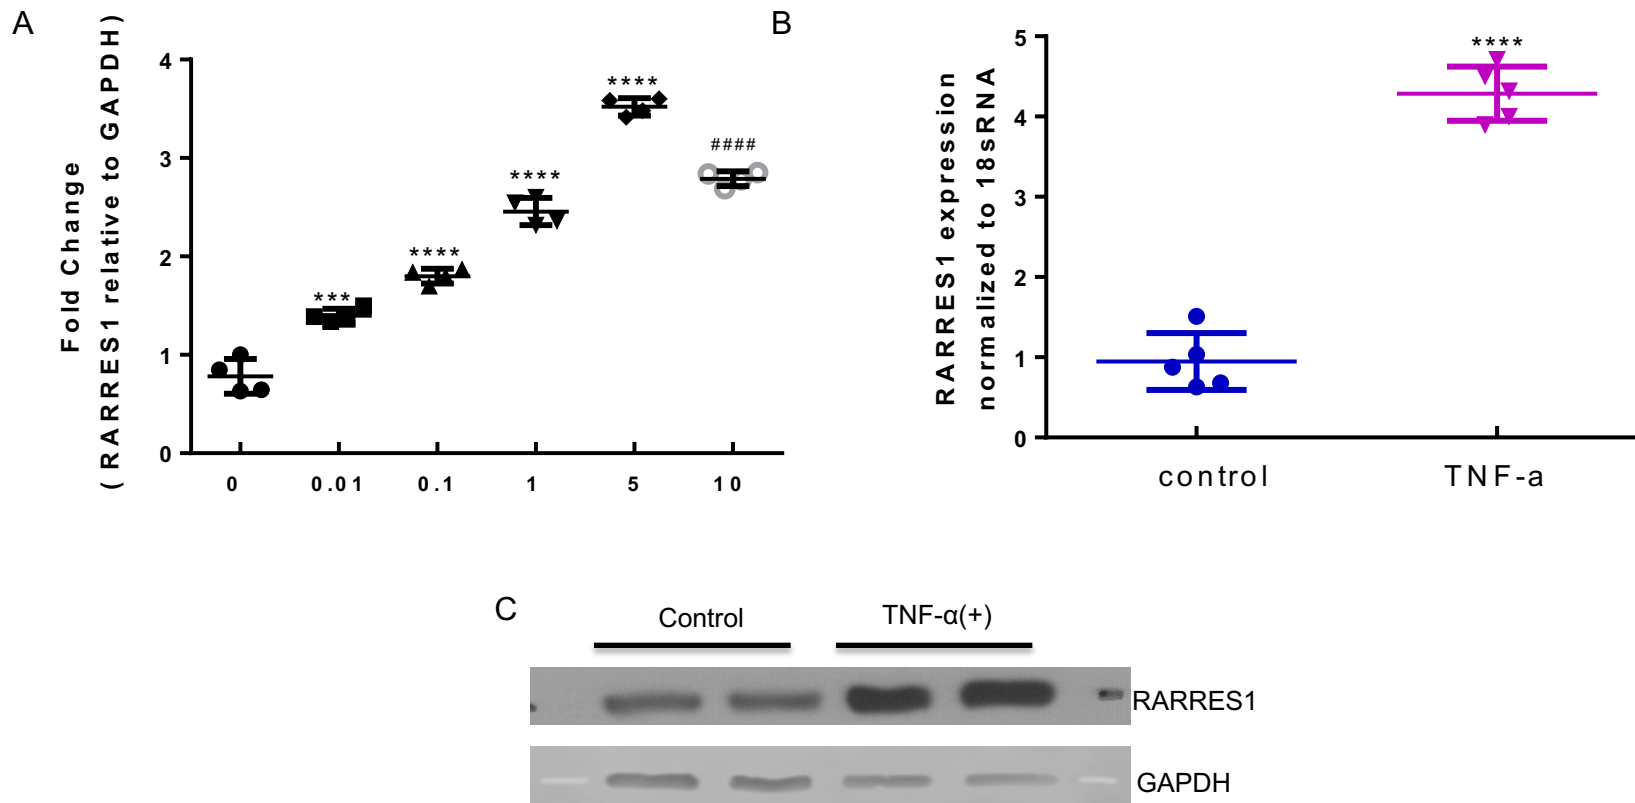 A
B
Fold Change
(RARRES1 relative to GAPDH)
4
3
2
1
0
***
****
****
****
####
0 0.01 0.1 1 5 10
RARRES1 expression
normalized to 18sRNA
5
4
3
2
1
0
****
control TNF-a
C
Control TNF-α(+)
RARRES1
GAPDH